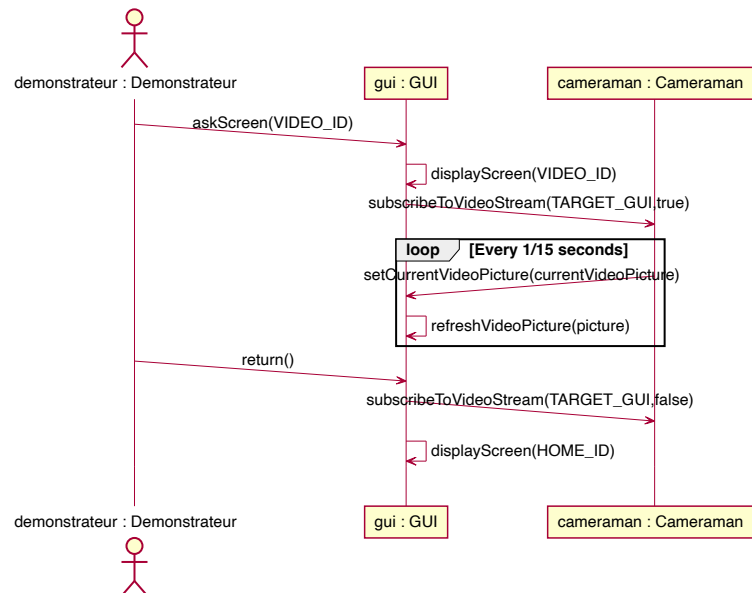 demonstrateur : Demonstrateur
gui : GUI
cameraman : Cameraman
askScreen(VIDEO_ID)
displayScreen(VIDEO_ID)
subscribeToVideoStream(TARGET_GUI,true)
loop [Every 1/15 seconds]
setCurrentVideoPicture(currentVideoPicture)
refreshVideoPicture(picture)
return()
subscribeToVideoStream(TARGET_GUI,false)
displayScreen(HOME_ID)
demonstrateur : Demonstrateur
gui : GUI
cameraman : Cameraman